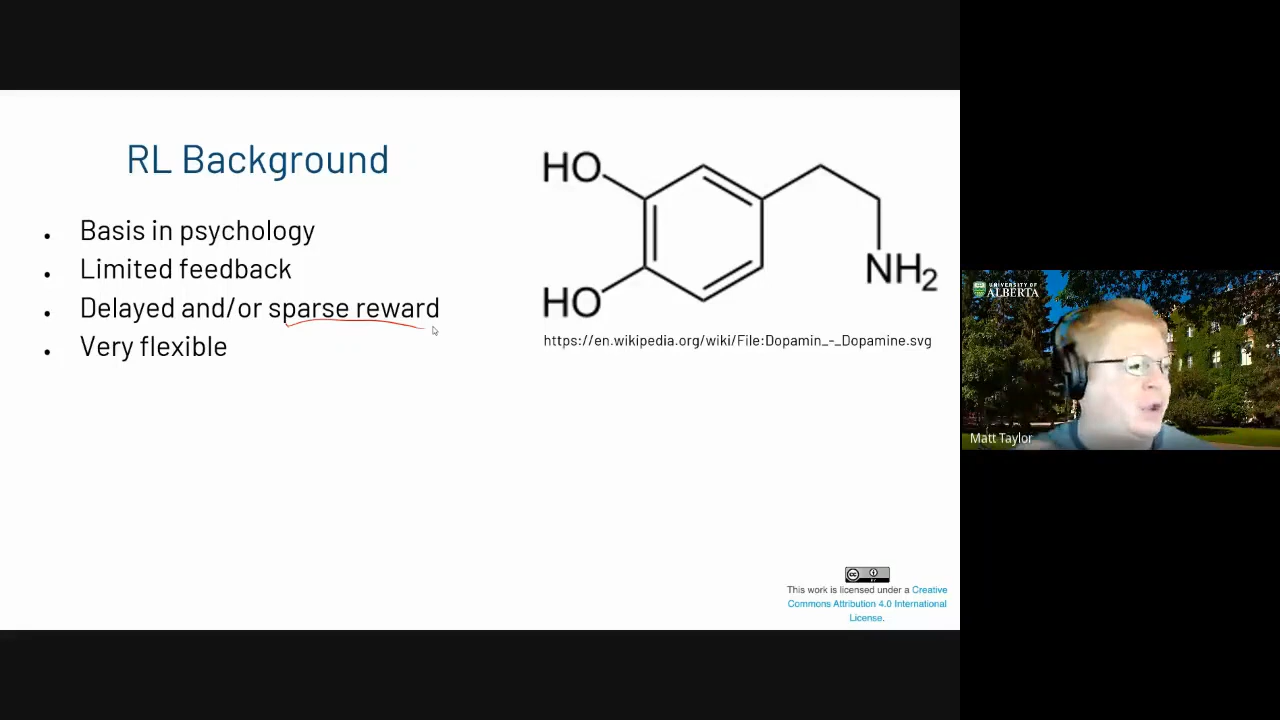 RL Background
• Basis in psychology
• Limited feedback
• Delayed and/or sparse reward
• Very flexible
HO
HO
NH2
https://en.wikipedia.org/wiki/File:Dopamin_-_Dopamine.svg
UNIVERSITY OF
ALBERTA
Matt Taylor
cc
BY
This work is licensed under a Creative
Commons Attribution 4.0 International
License.